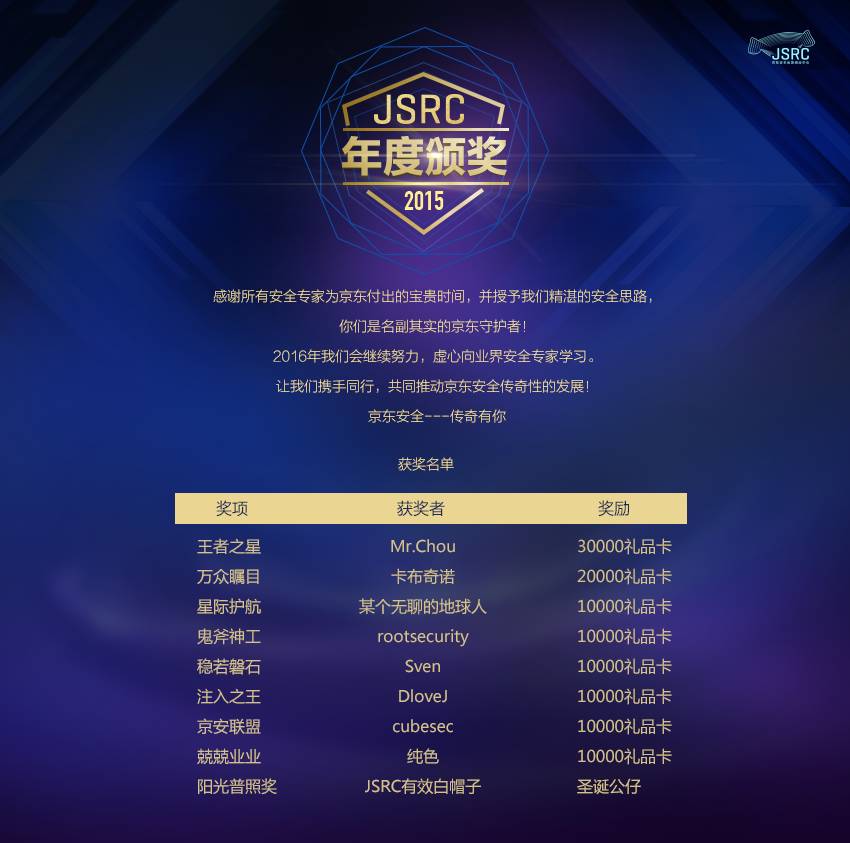 JSRC
JSRC
年度颁奖
2015
感谢所有安全专家为京东付出的宝贵时间，并授予我们精湛的安全思路，
你们是名副其实的京东守护者！
2016年我们会继续努力，虚心向业界安全专家学习。
让我们携手同行，共同推动京东安全传奇性的发展！
京东安全---传奇有你
获奖名单
奖项 获奖者 奖励
王者之星 Mr.Chou 30000礼品卡
万众瞩目 卡布奇诺 20000礼品卡
星际护航 某个无聊的地球人 10000礼品卡
鬼斧神工 rootsecurity 10000礼品卡
稳若磐石 Sven 10000礼品卡
注入之王 DloveJ 10000礼品卡
京安联盟 cubesec 10000礼品卡
兢兢业业 纯色 10000礼品卡
阳光普照奖 JSRC有效白帽子 圣诞公仔